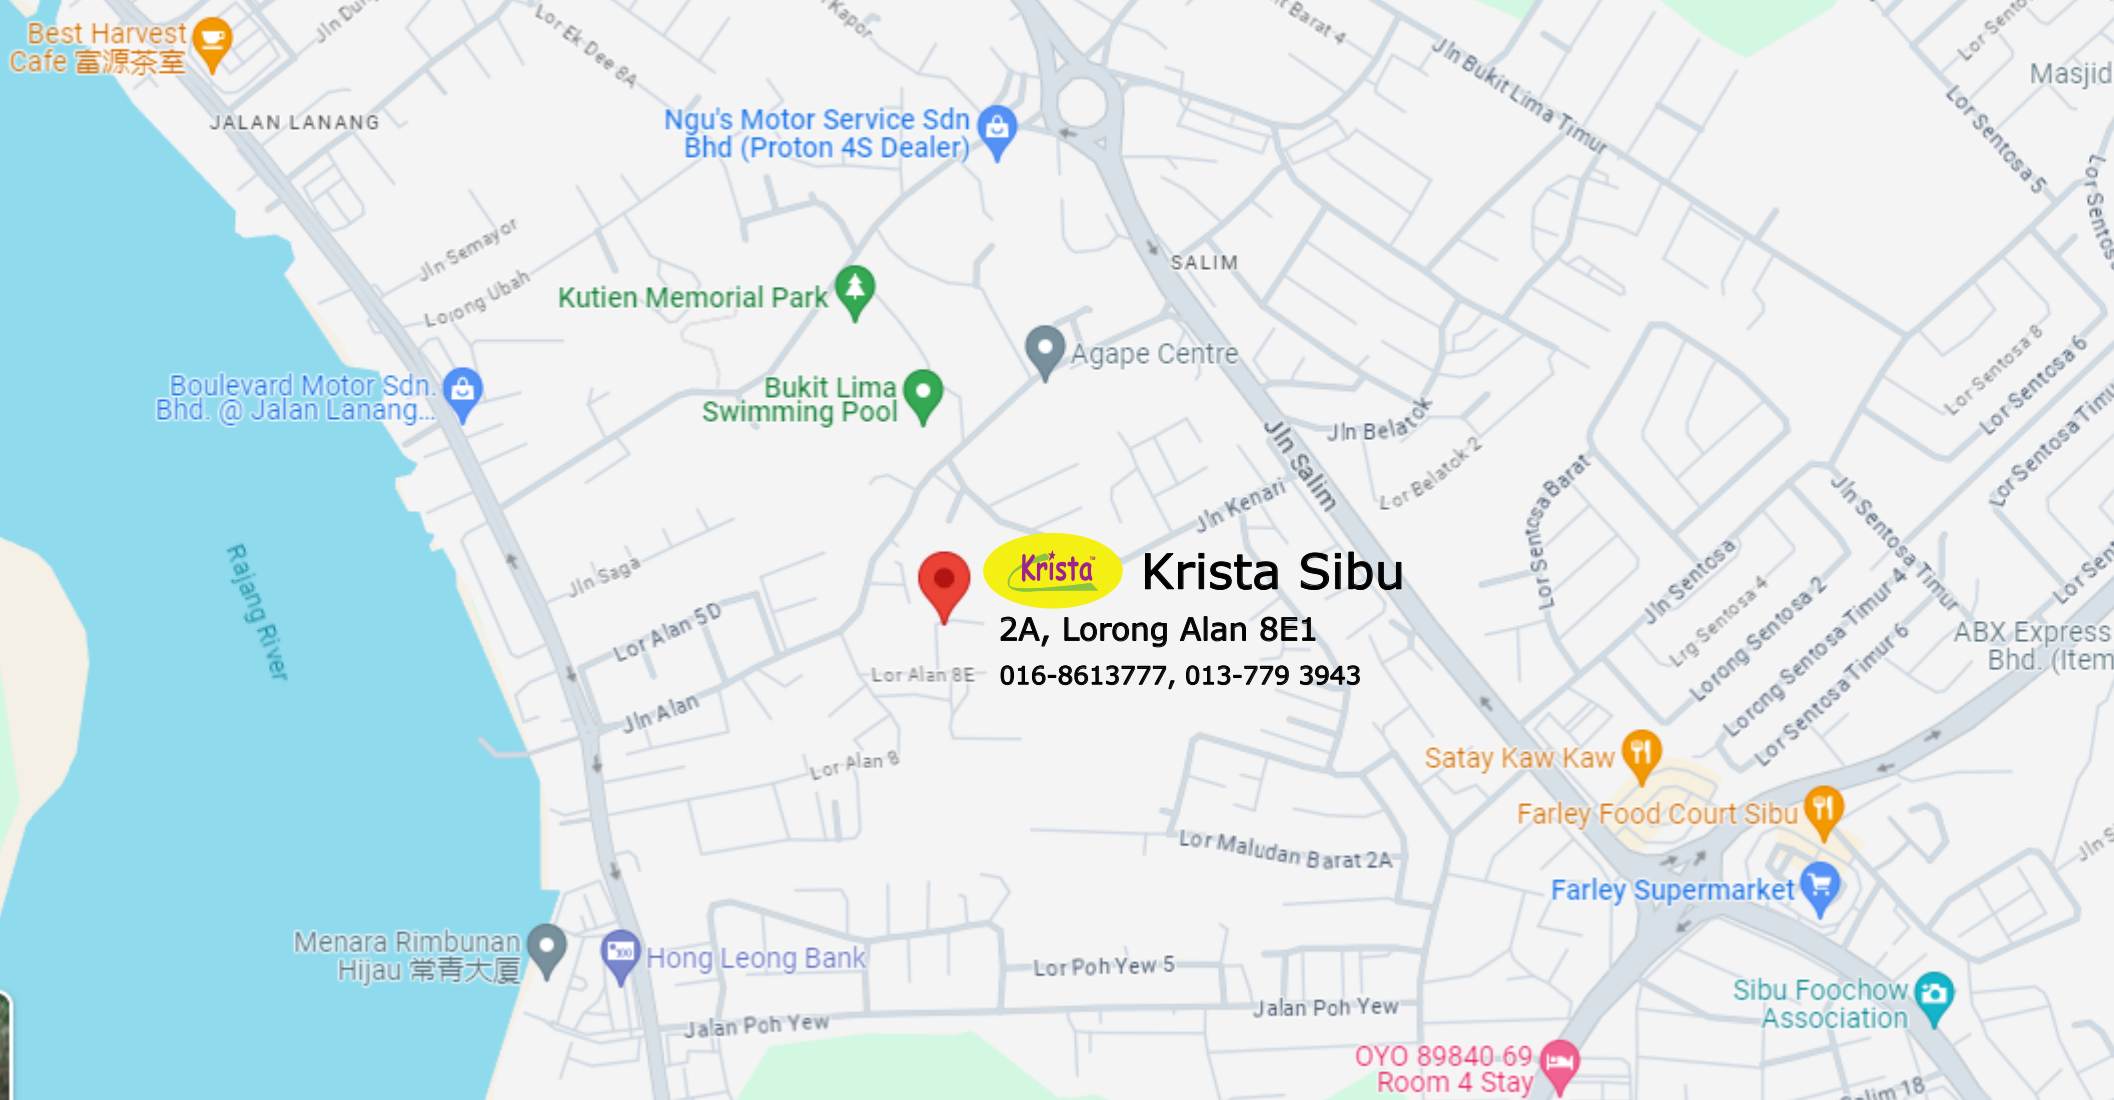 Best Harvest
Cafe 富源茶室
JALAN LANANG
Jln Dun
Lor Ek Dee 8A
Kapor
Barat 4
Jln Bukit Lima Timur
Lor Sento
Masjid
Lor Sentosa 5
Lor Sentosa
Ngu's Motor Service Sdn
Bhd (Proton 4S Dealer)
SALIM
Jln Semayor
Lorong Ubah
Kutien Memorial Park
Agape Centre
Bukit Lima
Swimming Pool
Boulevard Motor Sdn.
Bhd. @ Jalan Lanang...
Jln Belatok
Lor Belatok 2
Jln Salim
Jln Kenari
Lor Sentosa 8
Lor Sentosa 6
Lor Sentosa Timu
Lor Sentosa Barat
Jln Sentosa Timur
Jln Sentosa
Lrg Sentosa 4
Lorong Sentosa 2
Lorong Sentosa Timur 4
Lor Sentosa Timur 6
Lor Sent
ABX Express
Bhd. (Item
Rajang River
Jln Saga
Lor Alan 5D
Jln Alan
Krista™ Krista Sibu
2A, Lorong Alan 8E1
016-8613777, 013-779 3943
Lor Alan 8E
Lor Alan 8
Satay Kaw Kaw
Farley Food Court Sibu
Farley Supermarket
Lor Maludan Barat 2A
Jln S
Menara Rimbunan
Hijau 常青大厦
100
Hong Leong Bank
Lor Poh Yew 5
Jalan Poh Yew
Jalan Poh Yew
Sibu Foochow
Association
OYO 89840 69
Room 4 Stay
Salim 18